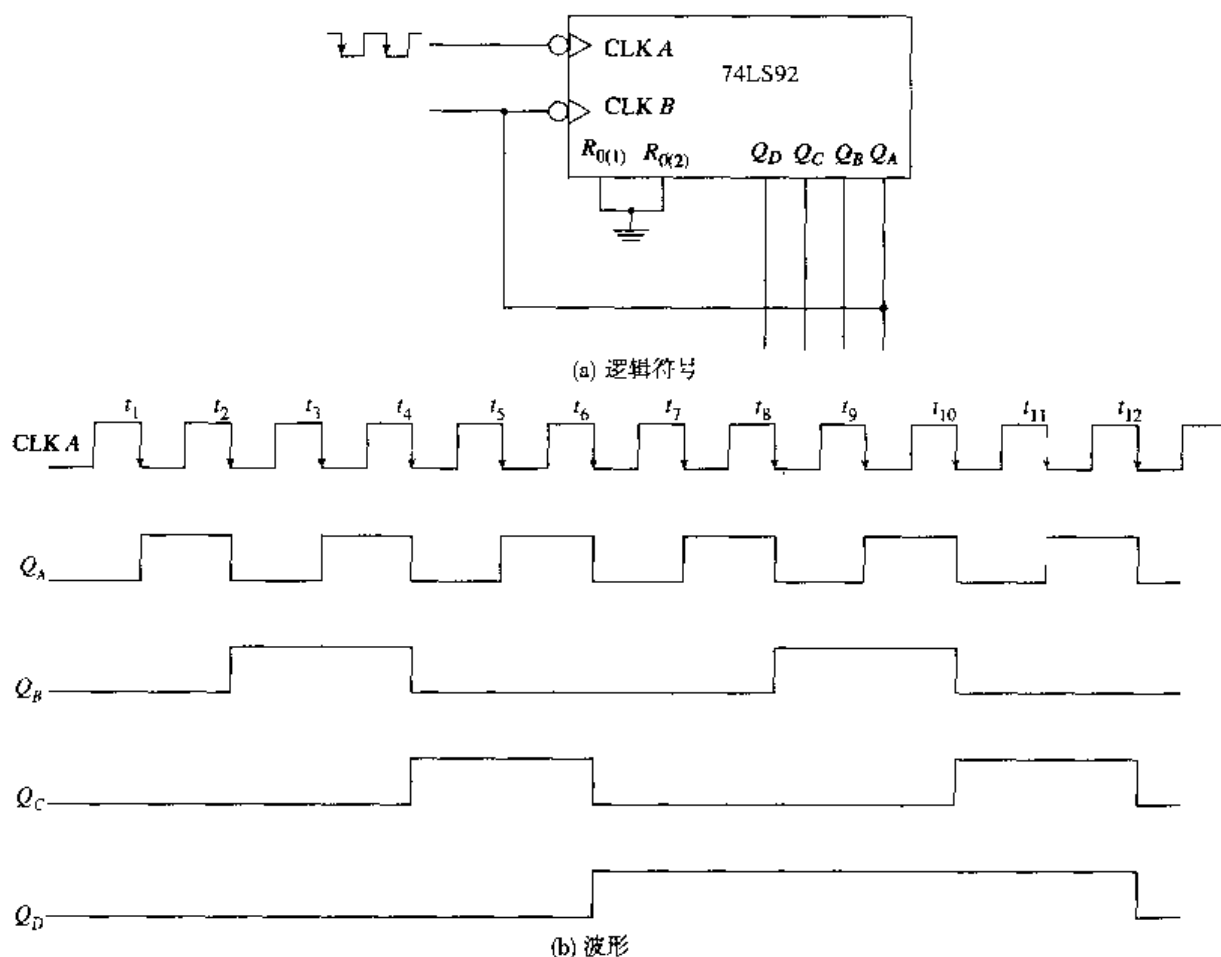 CLK A
74LS92
CLK B
R0(1) R0(2) QD QC QB QA
(a) 逻辑符号
t1 t2 t3 t4 t5 t6 t7 t8 t9 t10 t11 t12
CLK A
QA
QB
QC
QD
(b) 波形